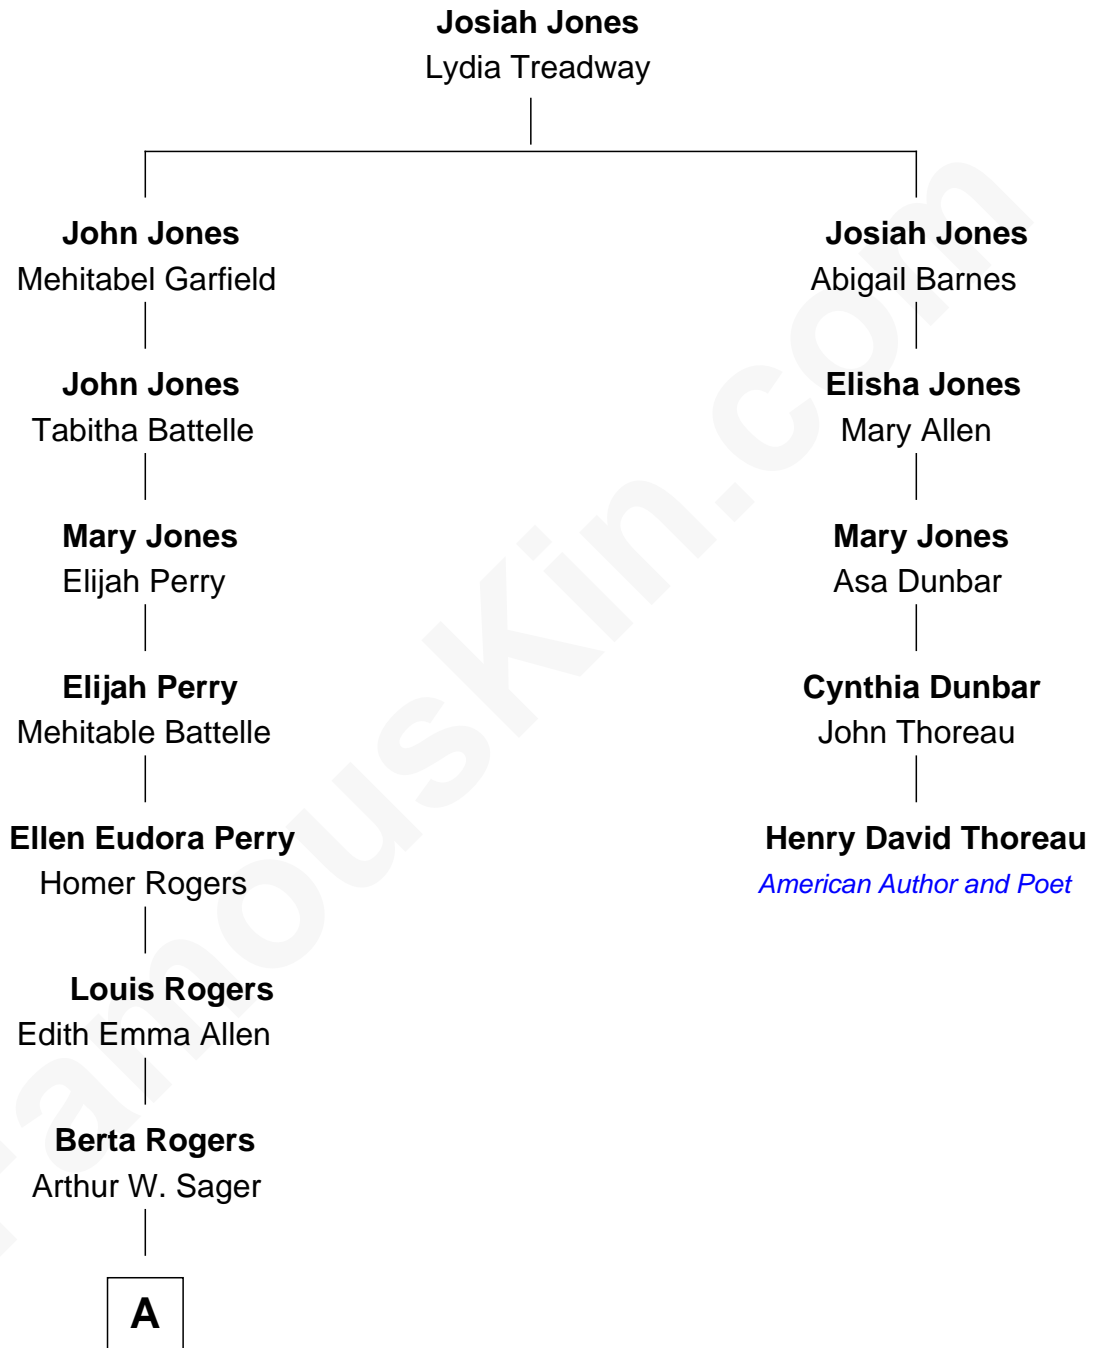 Josiah Jones
Lydia Treadway
John Jones
Mehitabel Garfield
Josiah Jones
Abigail Barnes
John Jones
Tabitha Battelle
Elisha Jones
Mary Allen
Mary Jones
Elijah Perry
Mary Jones
Asa Dunbar
Elijah Perry
Mehitable Battelle
Cynthia Dunbar
John Thoreau
Ellen Eudora Perry
Homer Rogers
Henry David Thoreau
American Author and Poet
Louis Rogers
Edith Emma Allen
Berta Rogers
Arthur W. Sager
A
FamousKin.com